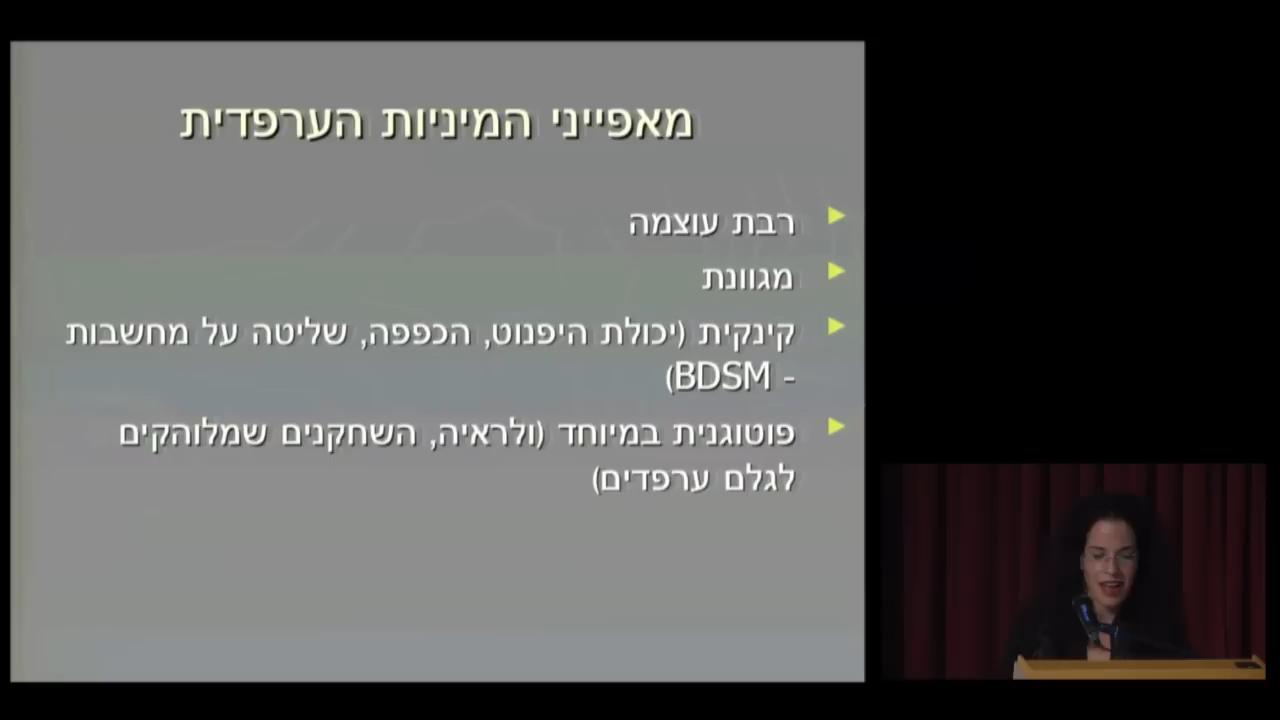 מאפייני המיניות הערפדית
רבת עוצמה
מגוונת
קינקית (יכולת היפנוט, הכפפה, שליטה על מחשבות
- BDSM)
פוטוגנית במיוחד (ולראיה, השחקנים שמלוהקים
לגלם ערפדים)